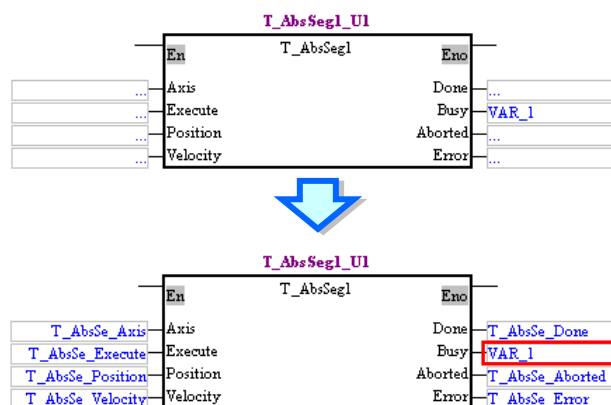 T_AbsSeg1_U1
T_AbsSeg1
En Eno
... Axis Done ...
... Execute Busy VAR_1
... Position Aborted ...
... Velocity Error ...
T_AbsSeg1_U1
T_AbsSeg1
En Eno
T_AbsSe_Axis Axis Done T_AbsSe_Done
T_AbsSe_Execute Execute Busy VAR_1
T_AbsSe_Position Position Aborted T_AbsSe_Aborted
T_AbsSe_Velocity Velocity Error T_AbsSe_Error